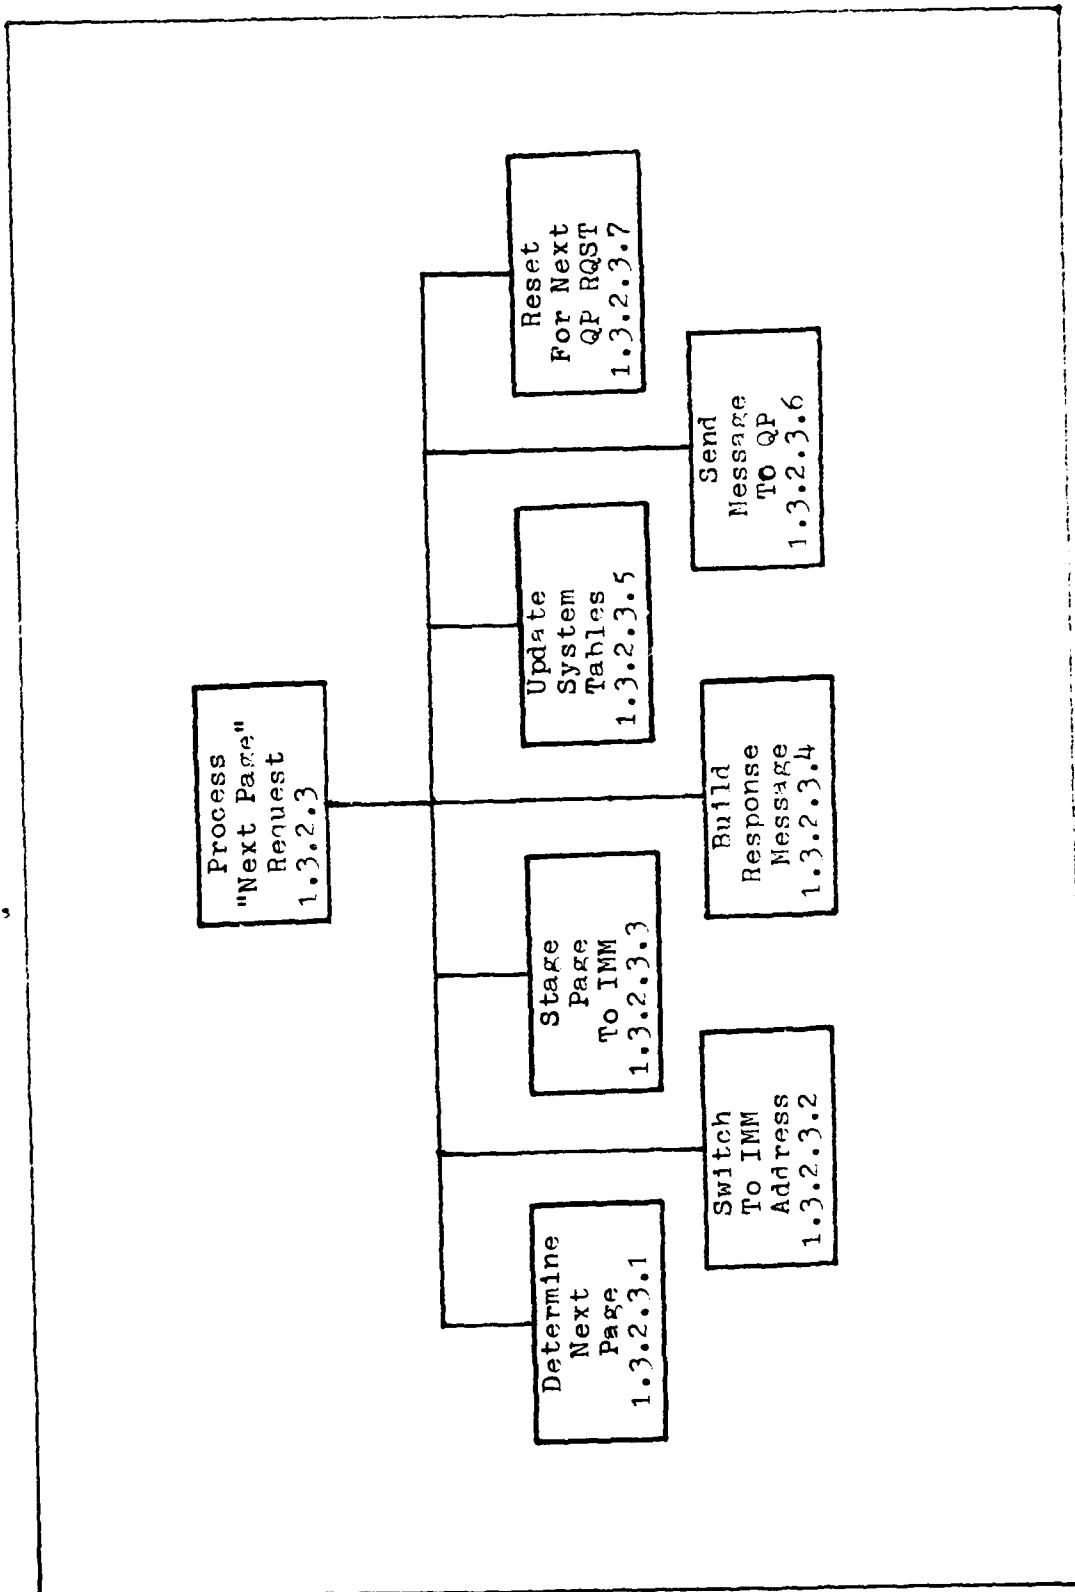 Process
"Next Page"
Request
1.3.2.3
Determine
Next
Page
1.3.2.3.1
Switch
To IMM
Address
1.3.2.3.2
Stage
Page
To IMM
1.3.2.3.3
Build
Response
Message
1.3.2.3.4
Update
System
Tables
1.3.2.3.5
Send
Message
To QP
1.3.2.3.6
Reset
For Next
QP RQST
1.3.2.3.7